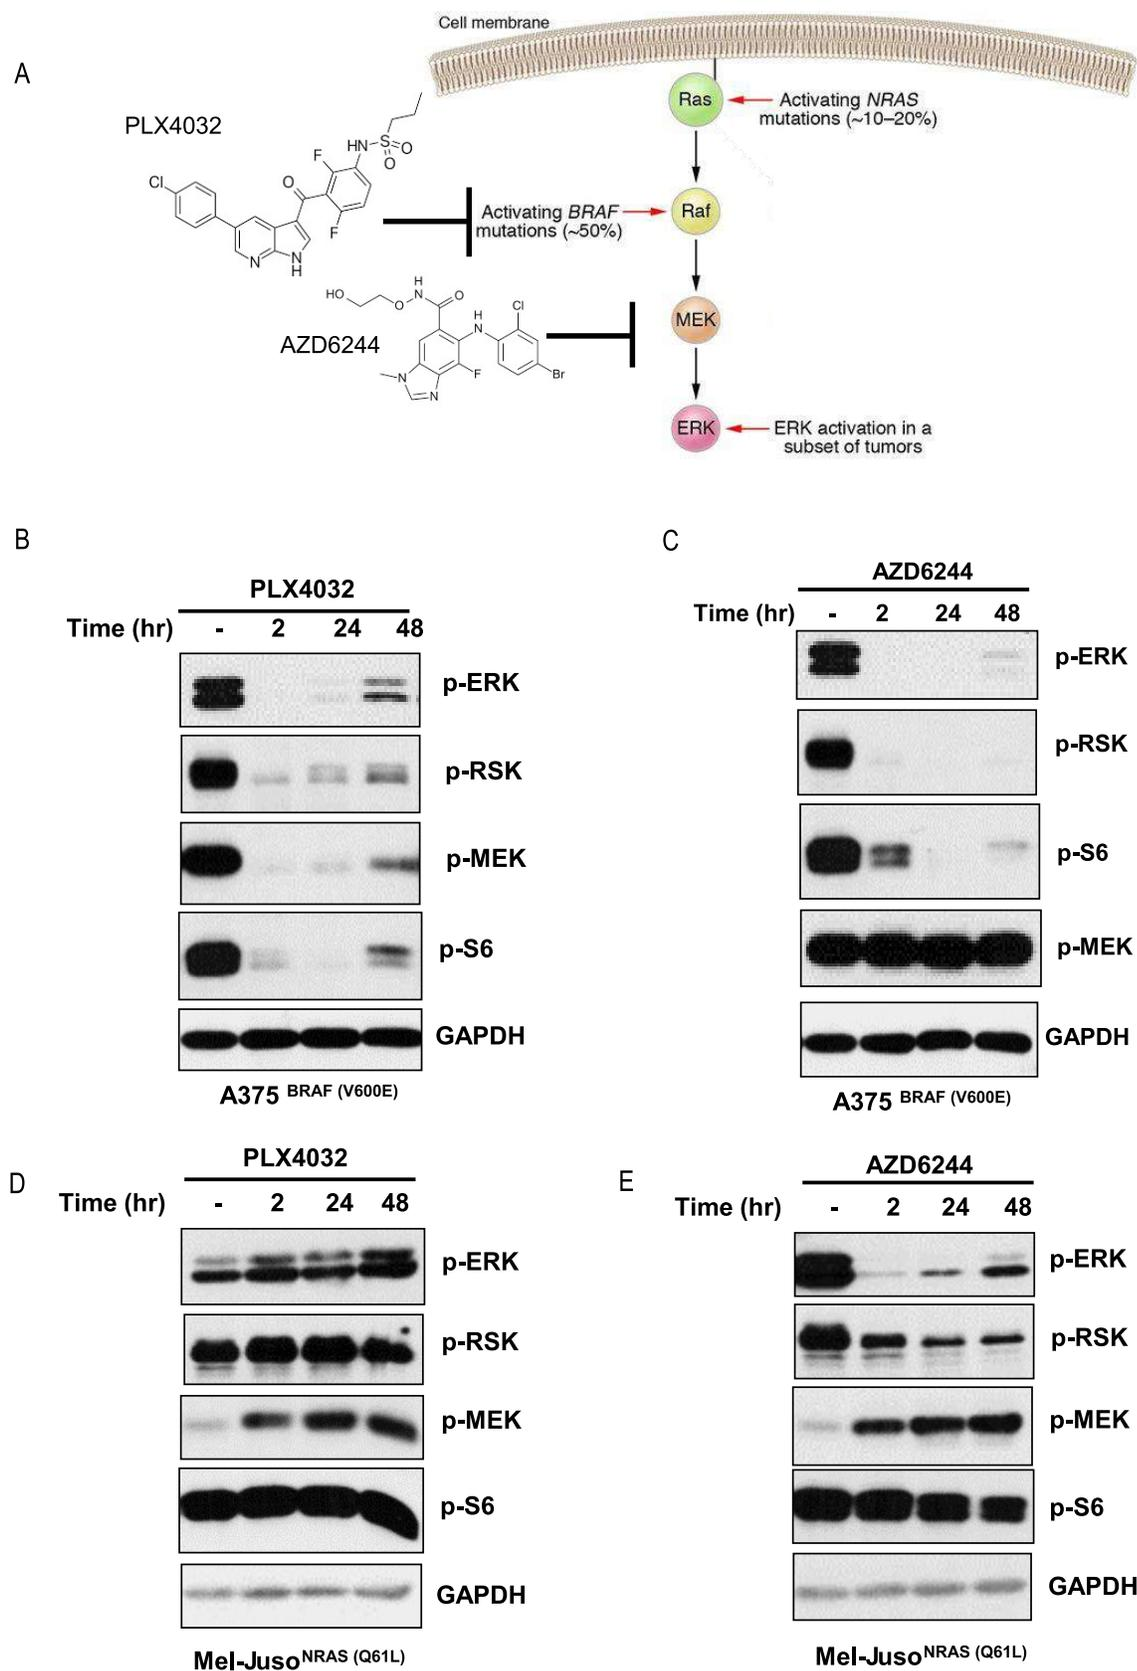 A
Cell membrane
PLX4032
Ras
Activating NRAS
mutations (~10–20%)
HN
S
O
O
F
Cl
O
F
N
N
H
Activating BRAF
mutations (~50%)
Raf
HO
O
H
N
O
H
N
Cl
AZD6244
F
Br
N
N
MEK
ERK
ERK activation in a
subset of tumors
B
PLX4032
Time (hr) - 2 24 48
p-ERK
p-RSK
p-MEK
p-S6
GAPDH
A375 BRAF (V600E)
C
AZD6244
Time (hr) - 2 24 48
p-ERK
p-RSK
p-S6
p-MEK
GAPDH
A375 BRAF (V600E)
D
PLX4032
Time (hr) - 2 24 48
p-ERK
p-RSK
p-MEK
p-S6
GAPDH
Mel-Juso NRAS (Q61L)
E
AZD6244
Time (hr) - 2 24 48
p-ERK
p-RSK
p-MEK
p-S6
GAPDH
Mel-Juso NRAS (Q61L)